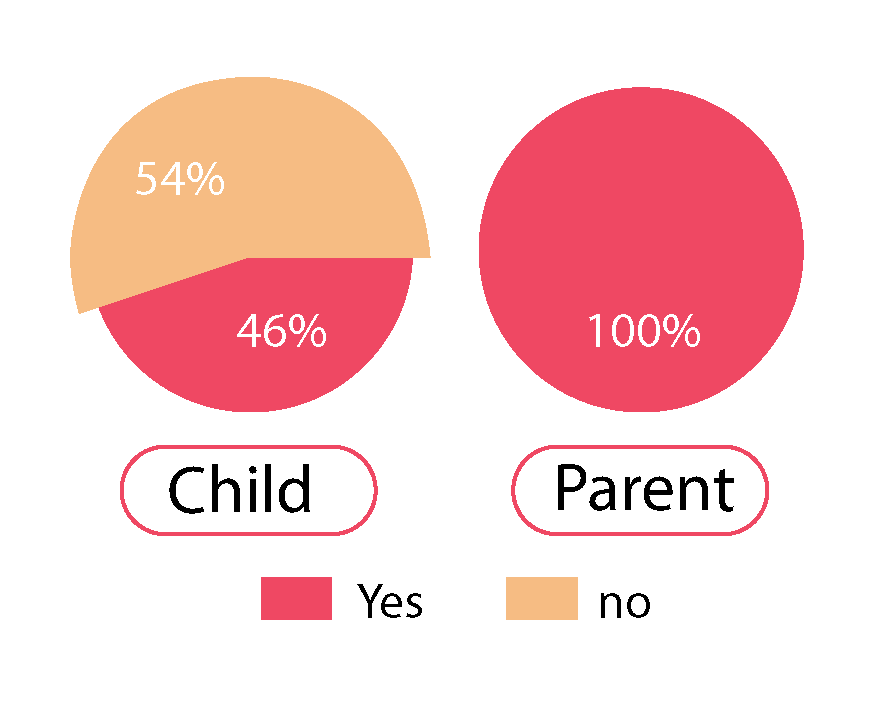 54%
46%
100%
Child
Parent
Yes
no